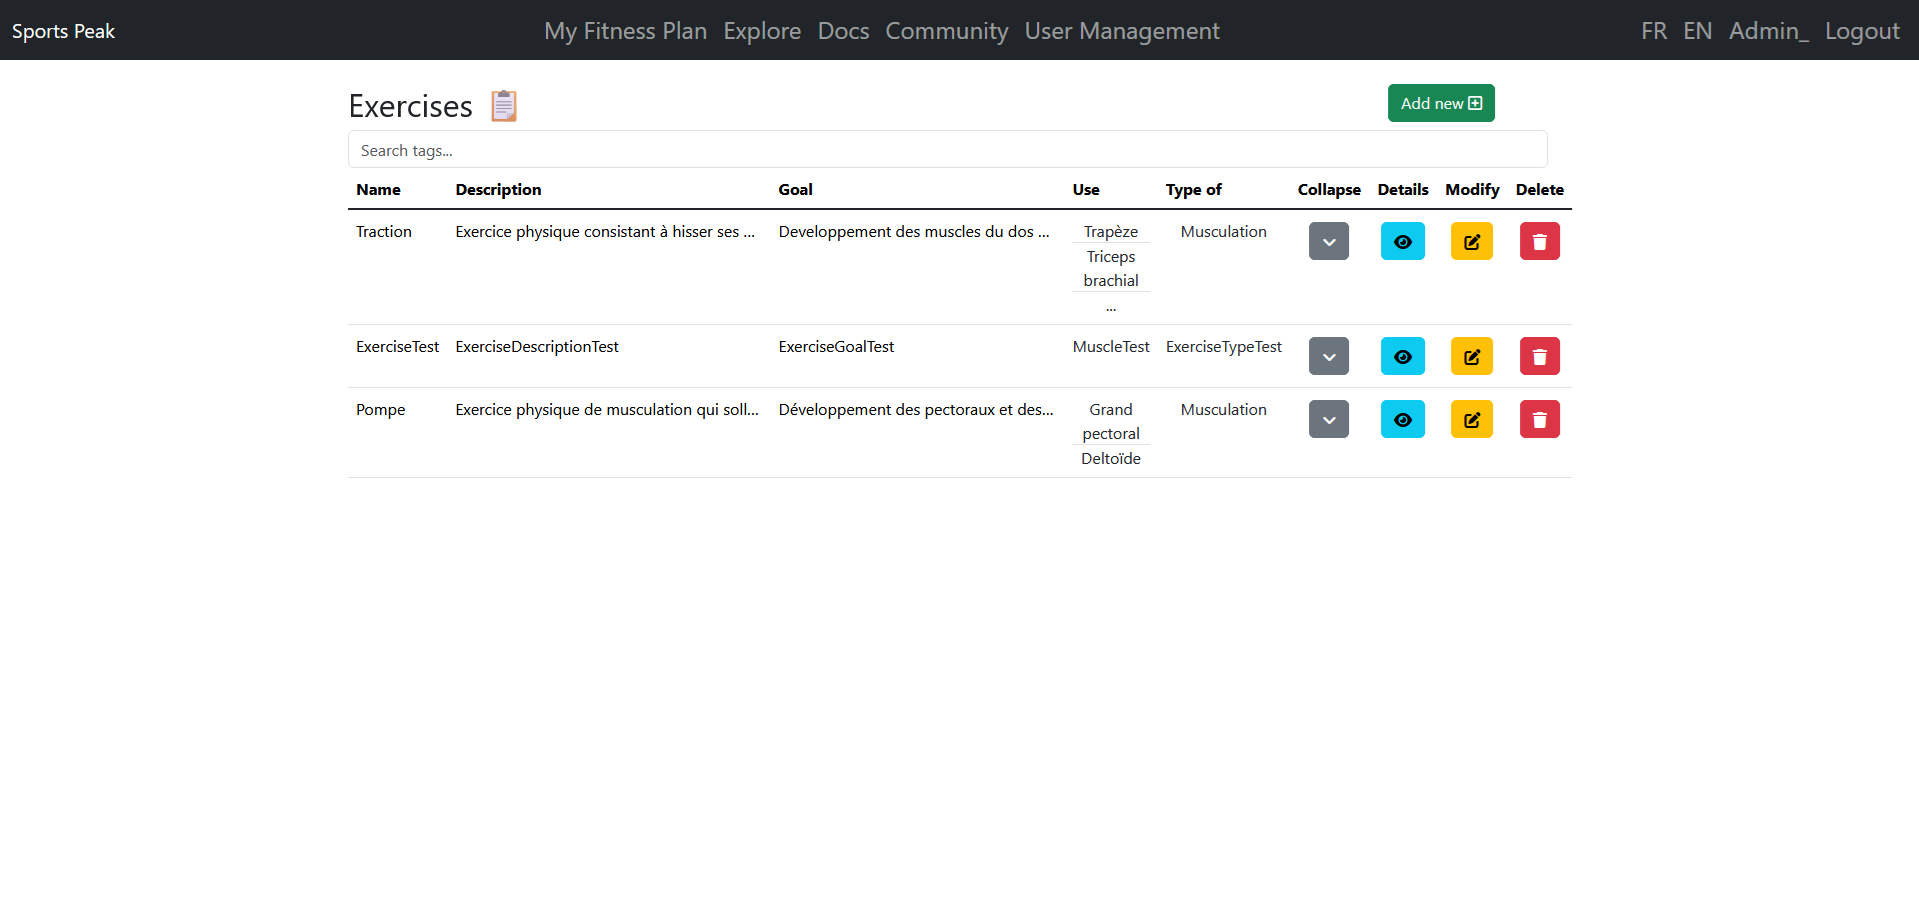 Sports Peak My Fitness Plan Explore Docs Community User Management FR EN Admin_ Logout
Exercises Add new
Search tags...
Name Description Goal Use Type of Collapse Details Modify Delete
Traction Exercice physique consistant à hisser ses ... Developpement des muscles du dos ... Trapèze Musculation
Triceps
brachial
...
ExerciseTest ExerciseDescriptionTest ExerciseGoalTest MuscleTest ExerciseTypeTest
Pompe Exercice physique de musculation qui soll... Développement des pectoraux et des... Grand Musculation
pectoral
Deltoïde